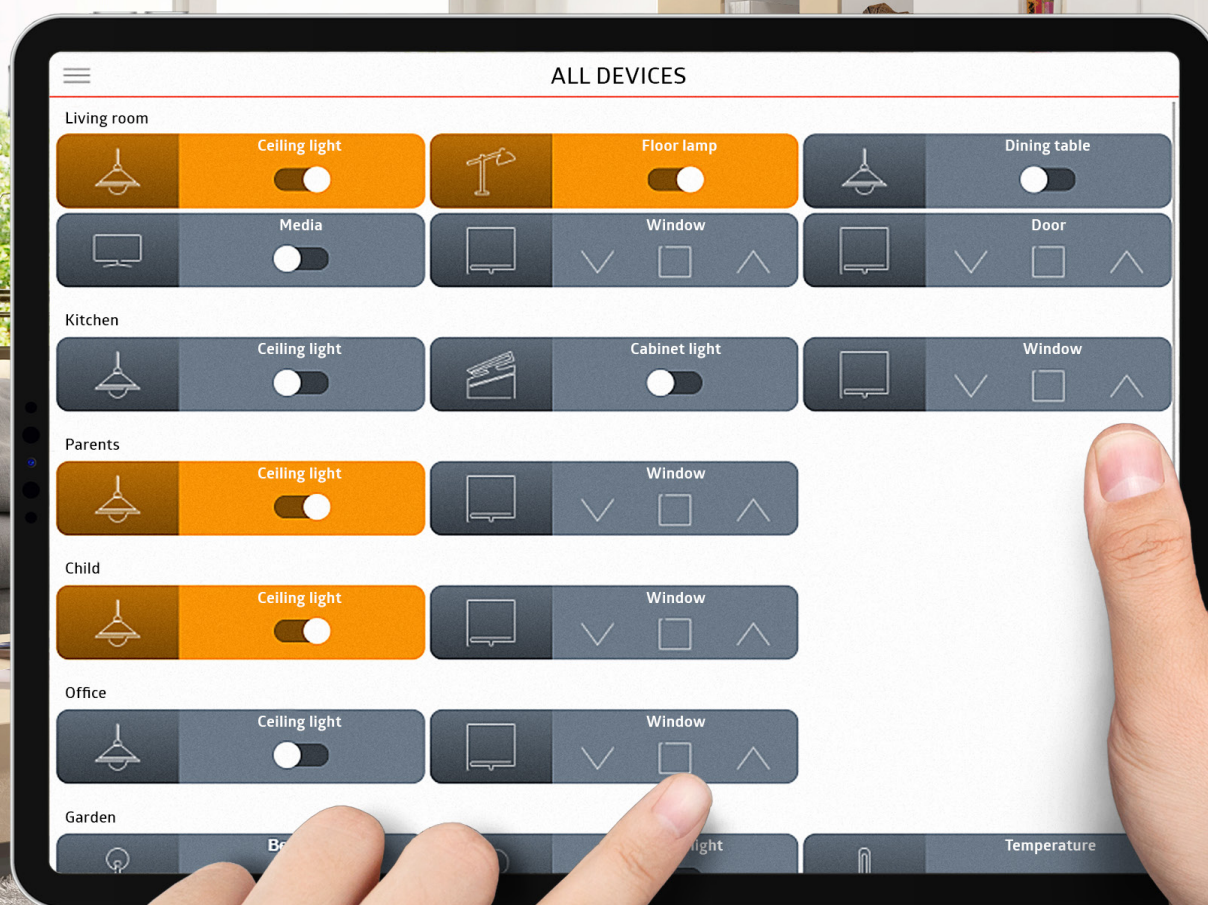 ALL DEVICES
Living room
Ceiling light
Floor lamp
Dining table
Media
Window
Door
Kitchen
Ceiling light
Cabinet light
Window
Parents
Ceiling light
Window
Child
Ceiling light
Window
Office
Ceiling light
Window
Garden
light
Temperature